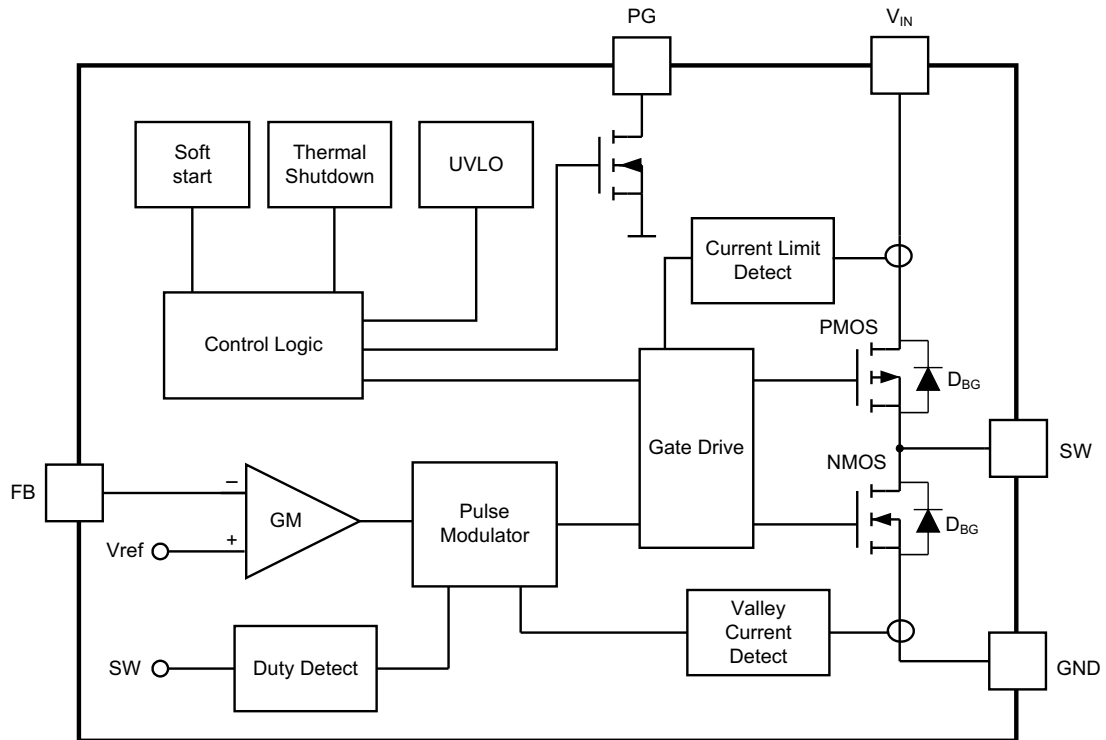 PG
V_IN
Soft
start
Thermal
Shutdown
UVLO
Current Limit
Detect
Control Logic
PMOS
D_BG
Gate Drive
SW
NMOS
FB
–
GM
Pulse
Modulator
D_BG
Vref
+
Valley
Current
Detect
SW
Duty Detect
GND